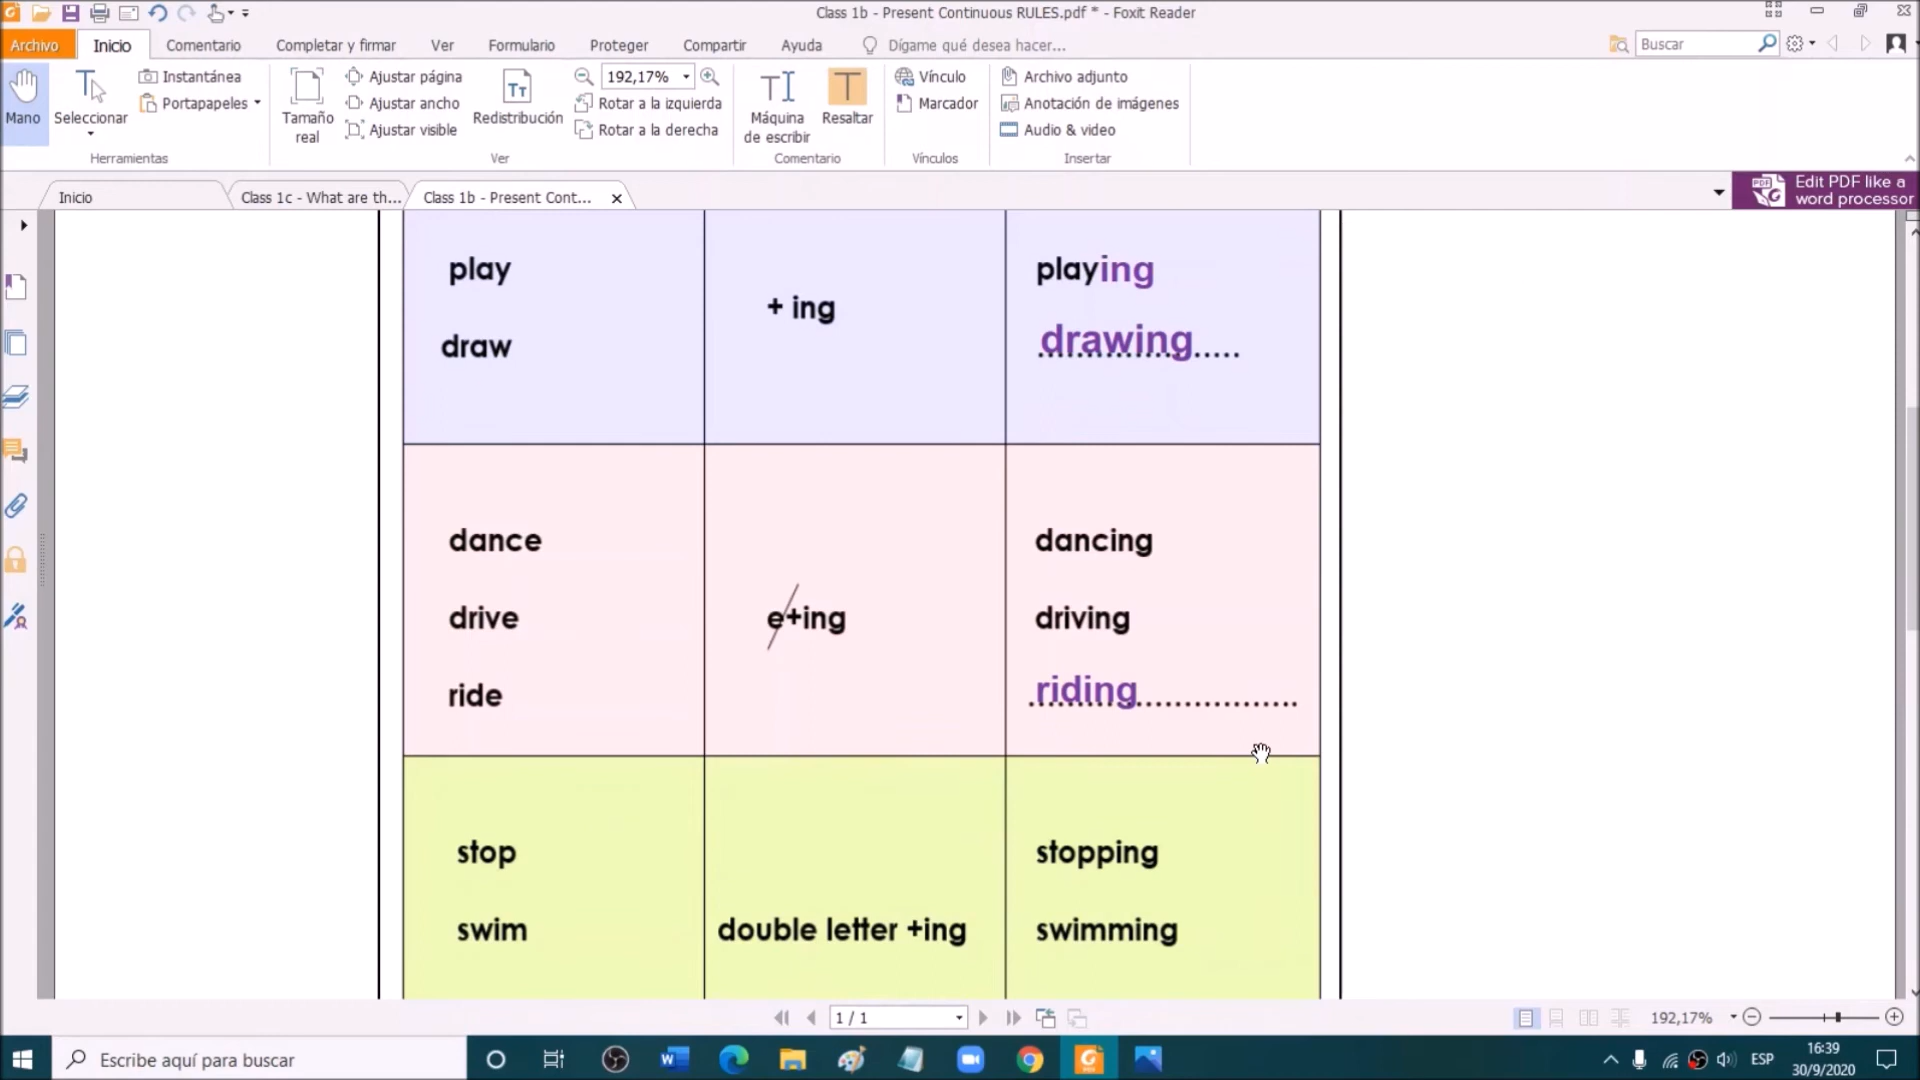 Class 1b - Present Continuous RULES.pdf * - Foxit Reader
Archivo Inicio Comentario Completar y firmar Ver Formulario Proteger Compartir Ayuda Dígame qué desea hacer... Buscar
Mano
Seleccionar
Instantánea
Portapapeles
Herramientas
Tamaño
real
Ajustar página
Ajustar ancho
Ajustar visible
Redistribución
192,17%
Rotar a la izquierda
Rotar a la derecha
Ver
Máquina
de escribir
Resaltar
Comentario
Vínculo
Marcador
Vínculos
Archivo adjunto
Anotación de imágenes
Audio & video
Insertar
Inicio
Class 1c - What are th...
Class 1b - Present Cont...
Edit PDF like a
word processor
play
+ ing
playing
draw
drawing.....
dance
dancing
drive
e+ing
driving
ride
riding.................
stop
stopping
swim
double letter +ing
swimming
1 / 1
192,17%
Escribe aquí para buscar
ESP
16:39
30/9/2020